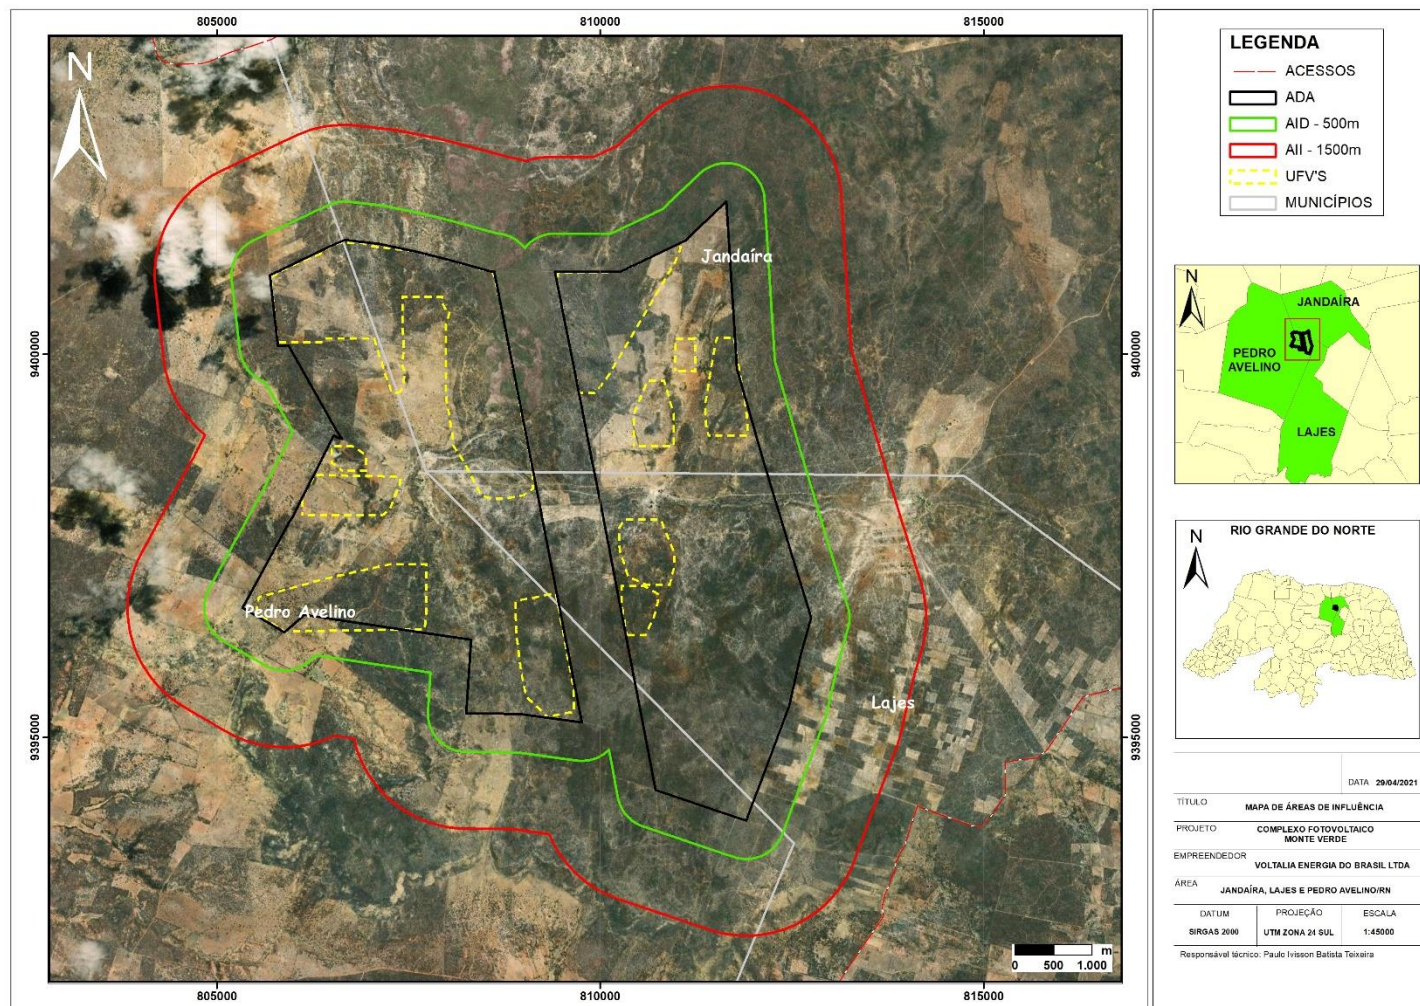 805000
810000
815000
N
9400000
9395000
9400000
9395000
Jandaíra
Pedro Avelino
Lajes
m
0 500 1.000
805000
810000
815000
LEGENDA
ACESSOS
ADA
AID - 500m
AII - 1500m
UFV'S
MUNICÍPIOS
N
JANDAÍRA
PEDRO
AVELINO
LAJES
RIO GRANDE DO NORTE
N
DATA 29/04/2021
TÍTULO
MAPA DE ÁREAS DE INFLUÊNCIA
PROJETO
COMPLEXO FOTOVOLTAICO
MONTE VERDE
EMPREENDEDOR
VOLTALIA ENERGIA DO BRASIL LTDA
ÁREA
JANDAÍRA, LAJES E PEDRO AVELINO/RN
DATUM PROJEÇÃO ESCALA
SIRGAS 2000 UTM ZONA 24 SUL 1:45000
Responsável técnico: Paulo Ivisson Batista Teixeira